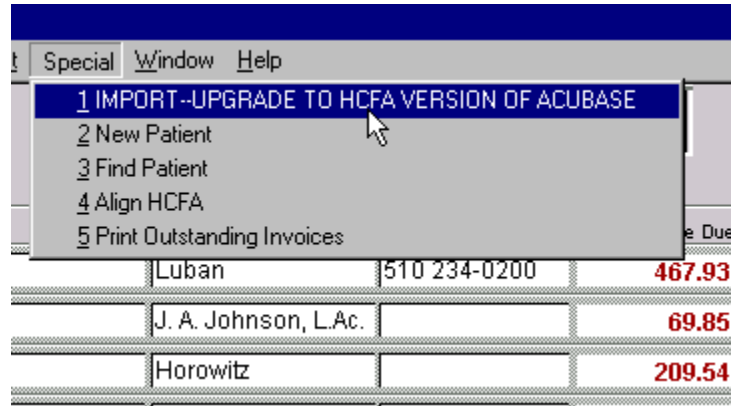 t Special Window Help
1 IMPORT--UPGRADE TO HCFA VERSION OF ACUBASE
2 New Patient
3 Find Patient
4 Align HCFA
5 Print Outstanding Invoices
e Due
Luban 510 234-0200 467.93
J. A. Johnson, L.Ac. 69.85
Horowitz 209.54